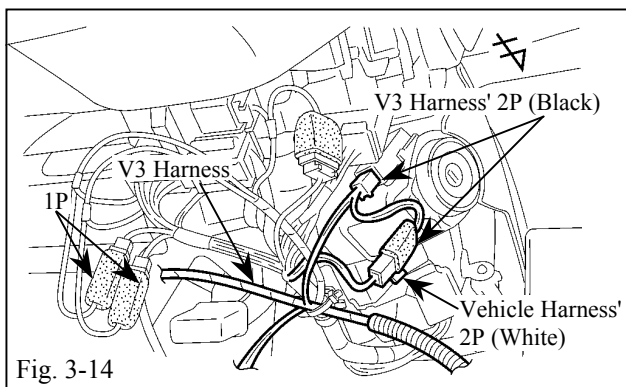 V3 Harness' 2P (Black)
V3 Harness
1P
Vehicle Harness'
2P (White)
Fig. 3-14